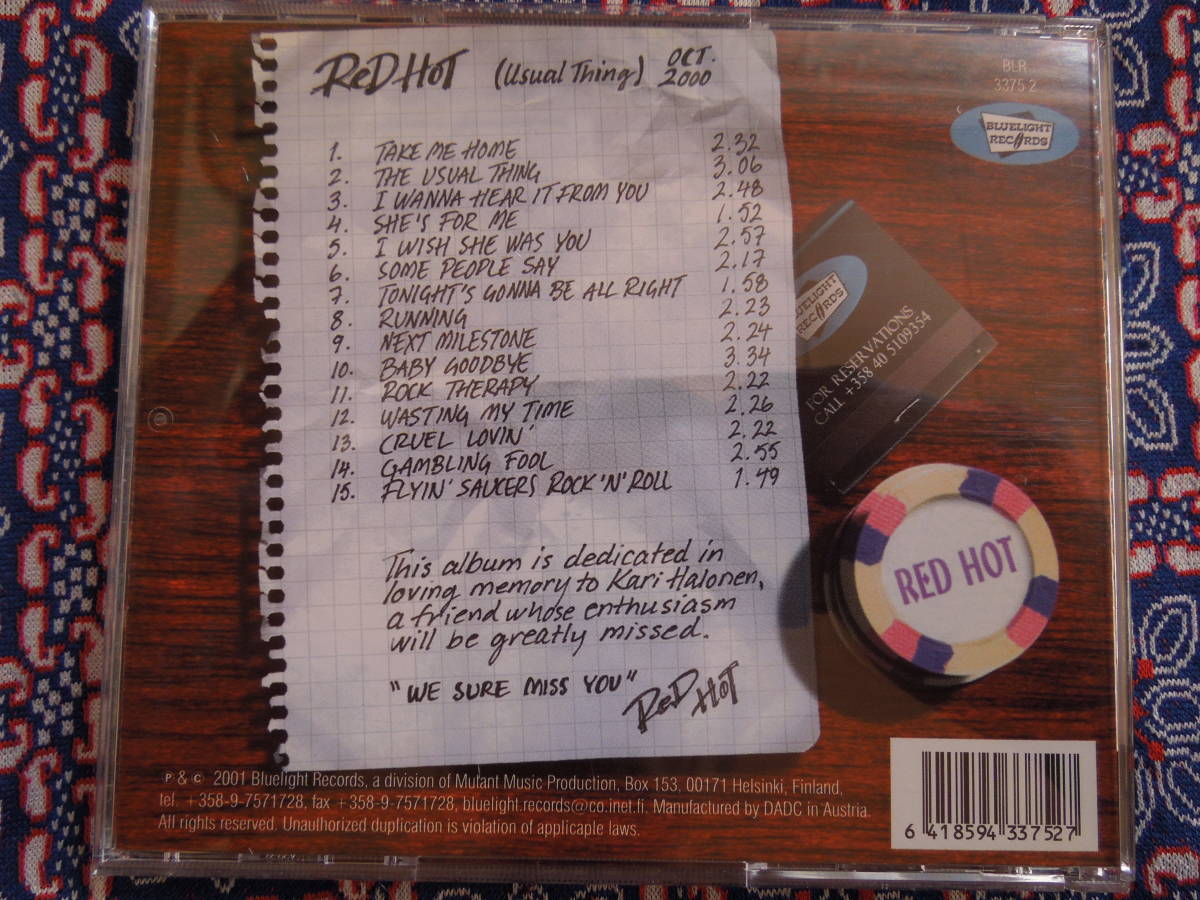 ReD HoT (Usual Thing) OCT. 2000
1. TAKE ME HOME 2.32
2. THE USUAL THING 3.06
3. I WANNA HEAR IT FROM YOU 2.48
4. SHE'S FOR ME 1.52
5. I WISH SHE WAS YOU 2.57
6. SOME PEOPLE SAY 2.17
7. TONIGHT'S GONNA BE ALL RIGHT 1.58
8. RUNNING 2.23
9. NEXT MILESTONE 2.24
10. BABY GOODBYE 3.34
11. ROCK THERAPY 2.22
12. WASTING MY TIME 2.26
13. CRUEL LOVIN' 2.22
14. GAMBLING FOOL 2.55
15. FLYIN' SAUCERS ROCK 'N' ROLL 1.49
This album is dedicated in
loving memory to Kari Halonen,
a friend whose enthusiasm
will be greatly missed.
"WE SURE MISS YOU"
ReD HoT
BLR
3375 2
BLUELIGHT
RECORDS
BLUELIGHT
RECORDS
FOR RESERVATIONS
CALL +358 40 5109354
RED HOT
P & C 2001 Bluelight Records, a division of Mutant Music Production, Box 153, 00171 Helsinki, Finland,
tel. +358-9-7571728, fax +358-9-7571728, bluelight.records@co.inet.fi. Manufactured by DADC in Austria.
All rights reserved. Unauthorized duplication is violation of applicaple laws.
6 418594 337527